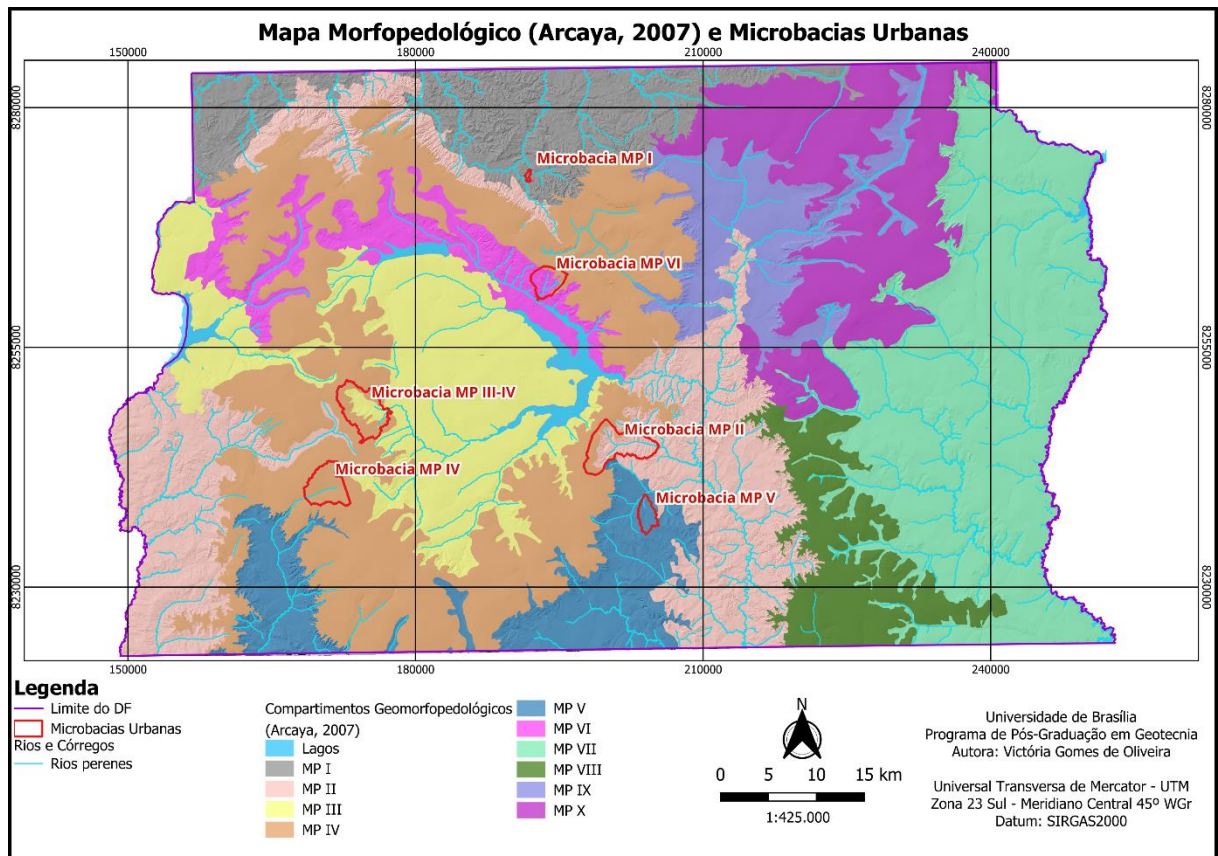 Mapa Morfopedológico (Arcaya, 2007) e Microbacias Urbanas
150000
180000
210000
240000
8280000
8280000
Microbacia MP I
Microbacia MP VI
8255000
8255000
Microbacia MP III-IV
Microbacia MP II
Microbacia MP IV
Microbacia MP V
8230000
8230000
150000
180000
210000
240000
Legenda
Limite do DF
Microbacias Urbanas
Rios e Córregos
Rios perenes
Compartimentos Geomorfopedológicos
(Arcaya, 2007)
Lagos
MP I
MP II
MP III
MP IV
MP V
MP VI
MP VII
MP VIII
MP IX
MP X
N
0 5 10 15 km
1:425.000
Universidade de Brasília
Programa de Pós-Graduação em Geotecnia
Autora: Victória Gomes de Oliveira
Universal Transversa de Mercator - UTM
Zona 23 Sul - Meridiano Central 45º WGr
Datum: SIRGAS2000